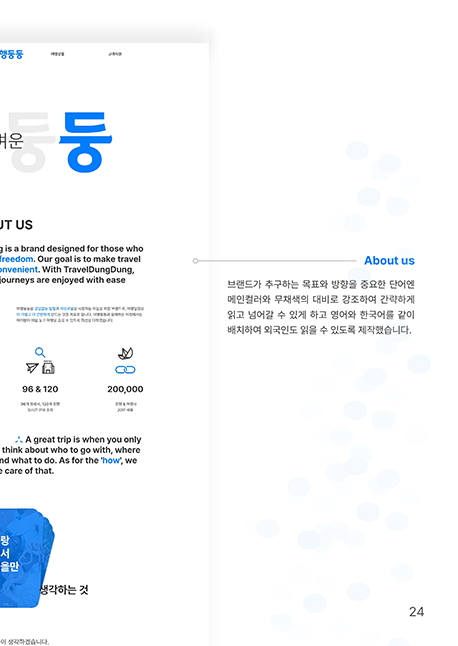 행둥둥
여행상품
고객지원
겨운
둥둥
UT US
g is a brand designed for those who
freedom. Our goal is to make travel
onvenient. With TravelDungDung,
journeys are enjoyed with ease
About us
브랜드가 추구하는 목표와 방향을 중요한 단어엔
메인컬러와 무채색의 대비로 강조하여 간략하게
읽고 넘어갈 수 있게 하고 영어와 한국어를 같이
배치하여 외국인도 읽을 수 있도록 제작했습니다.
96 & 120
200,000
A great trip is when you only
think about who to go with, where
nd what to do. As for the 'how', we
e care of that.
랑
서
을만
생각하는 것
이 생각하겠습니다.
24